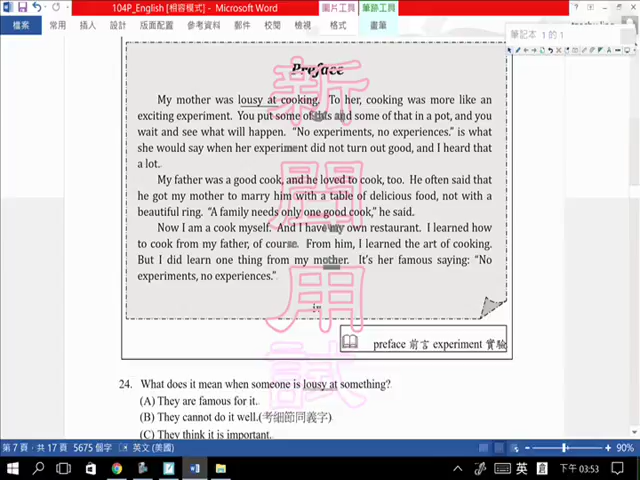 104P_English [相容模式] - Microsoft Word
圖片工具
筆跡工具
檔案 常用 插入 設計 版面配置 參考資料 郵件 校閱 檢視 格式 畫筆
筆記本 1 的 1
Preface
My mother was lousy at cooking. To her, cooking was more like an
exciting experiment. You put some of this and some of that in a pot, and you
wait and see what will happen. “No experiments, no experiences.” is what
she would say when her experiment did not turn out good, and I heard that
a lot.
My father was a good cook, and he loved to cook, too. He often said that
he got my mother to marry him with a table of delicious food, not with a
beautiful ring. “A family needs only one good cook,” he said.
Now I am a cook myself. And I have my own restaurant. I learned how
to cook from my father, of course. From him, I learned the art of cooking.
But I did learn one thing from my mother. It’s her famous saying: “No
experiments, no experiences.”
preface 前言 experiment 實驗
24. What does it mean when someone is lousy at something?
(A) They are famous for it.
(B) They cannot do it well.(考細節同義字)
(C) They think it is important.
第 7 頁，共 17 頁 5675 個字 英文 (美國) 90%
英 下午 03:53